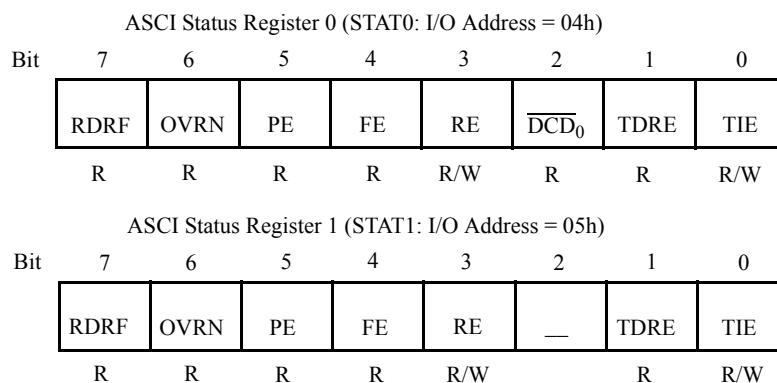 ASCI Status Register 0 (STAT0: I/O Address = 04h)
Bit 7 6 5 4 3 2 1 0
RDRF OVRN PE FE RE D̅C̅D̅₀ TDRE TIE
R R R R R/W R R R/W
ASCI Status Register 1 (STAT1: I/O Address = 05h)
Bit 7 6 5 4 3 2 1 0
RDRF OVRN PE FE RE __ TDRE TIE
R R R R R/W R R/W